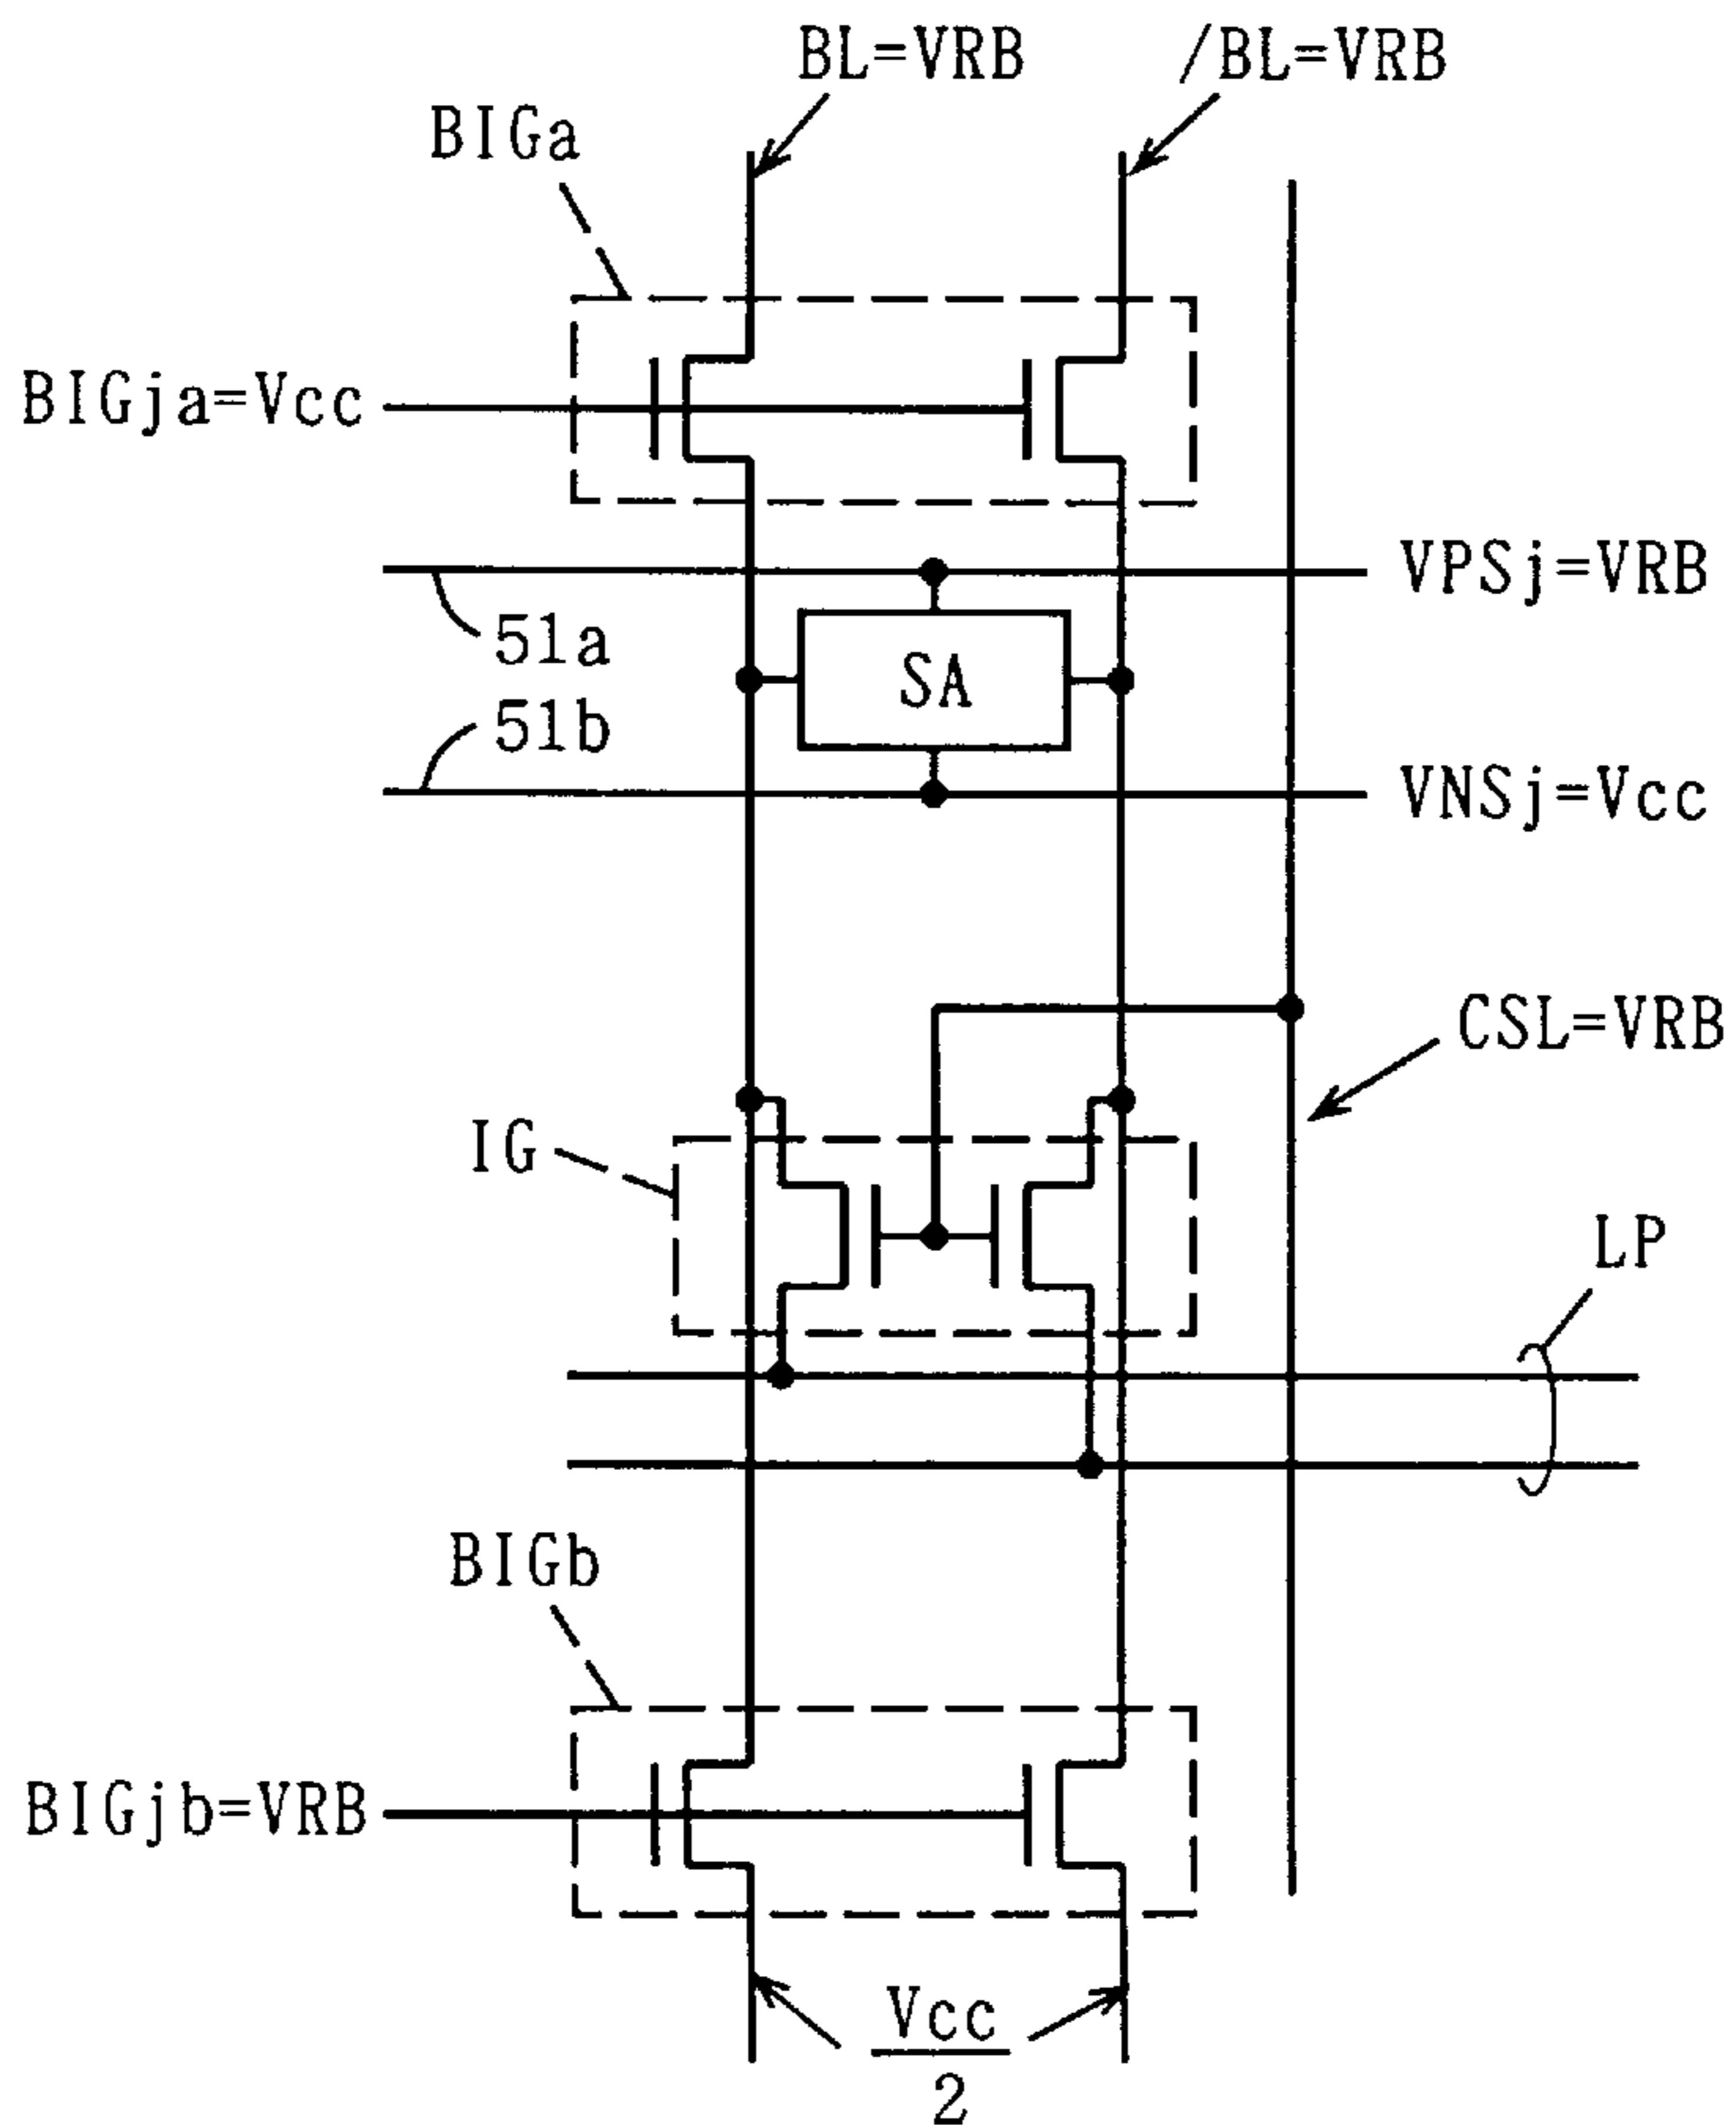 BL=VRB
/BL=VRB
BIGa
BIGja=Vcc
VPSj=VRB
51a
SA
51b
VNSj=Vcc
CSL=VRB
IG
LP
BIGb
BIGjb=VRB
Vcc
2